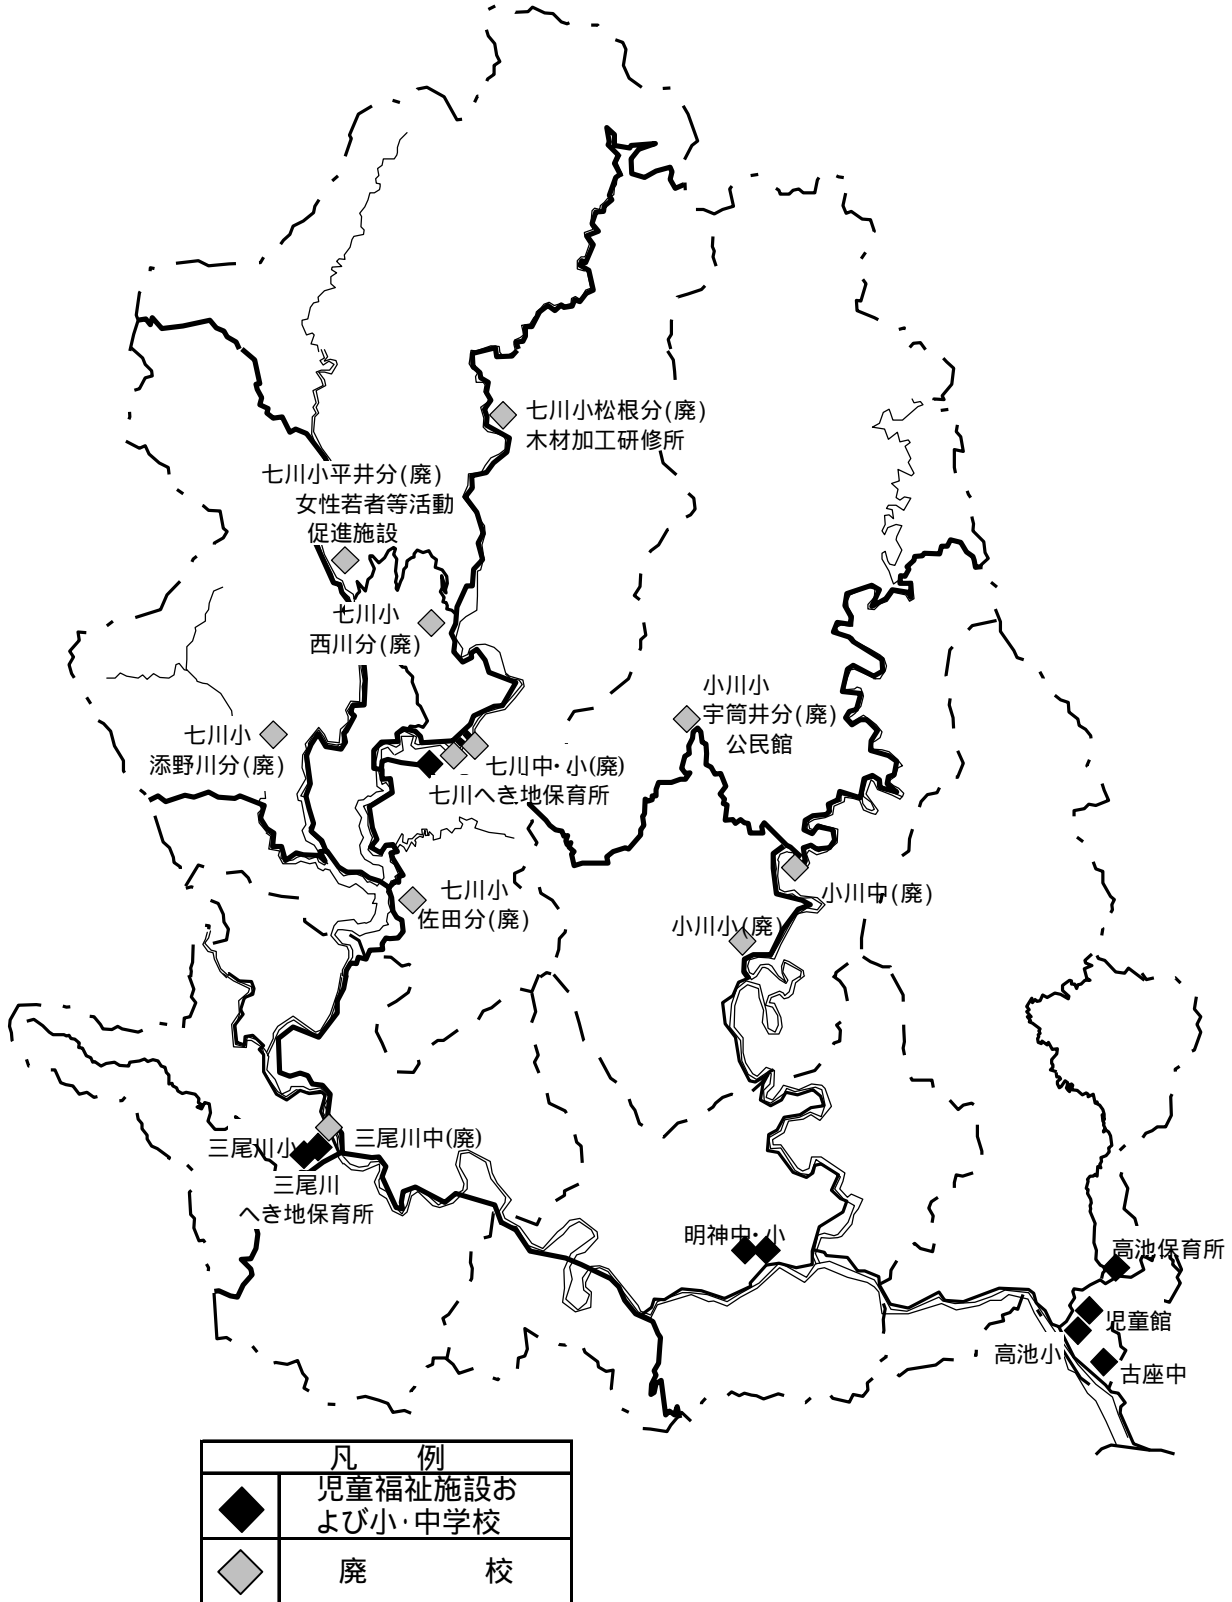 七川小松根分(廃)
木材加工研修所
七川小平井分(廃)
女性若者等活動
促進施設
七川小
西川分(廃)
小川小
宇筒井分(廃)
公民館
七川小
添野川分(廃)
七川中・小(廃)
七川へき地保育所
七川小
佐田分(廃)
小川中(廃)
小川小(廃)
三尾川小
三尾川中(廃)
三尾川
へき地保育所
明神中・小
高池保育所
児童館
高池小
古座中
凡 例
児童福祉施設お
よび小・中学校
廃 校